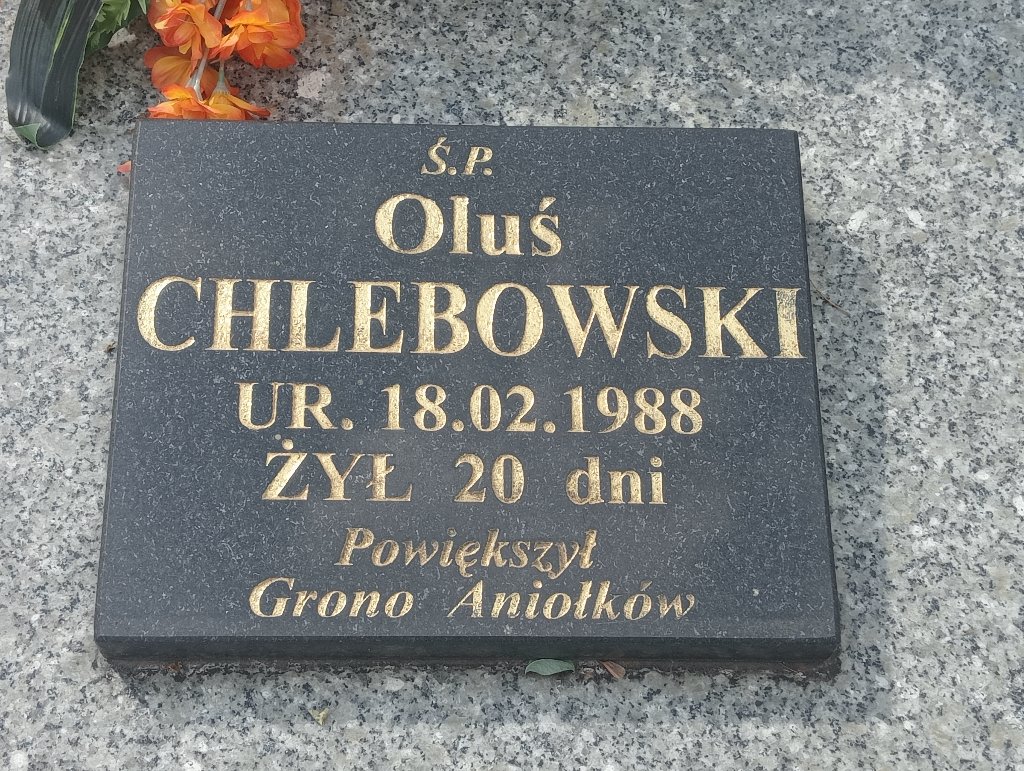 Ś.P.
Oluś
CHLEBOWSKI
UR. 18.02.1988
ŻYŁ 20 dni
Powiększył
Grono Aniołków